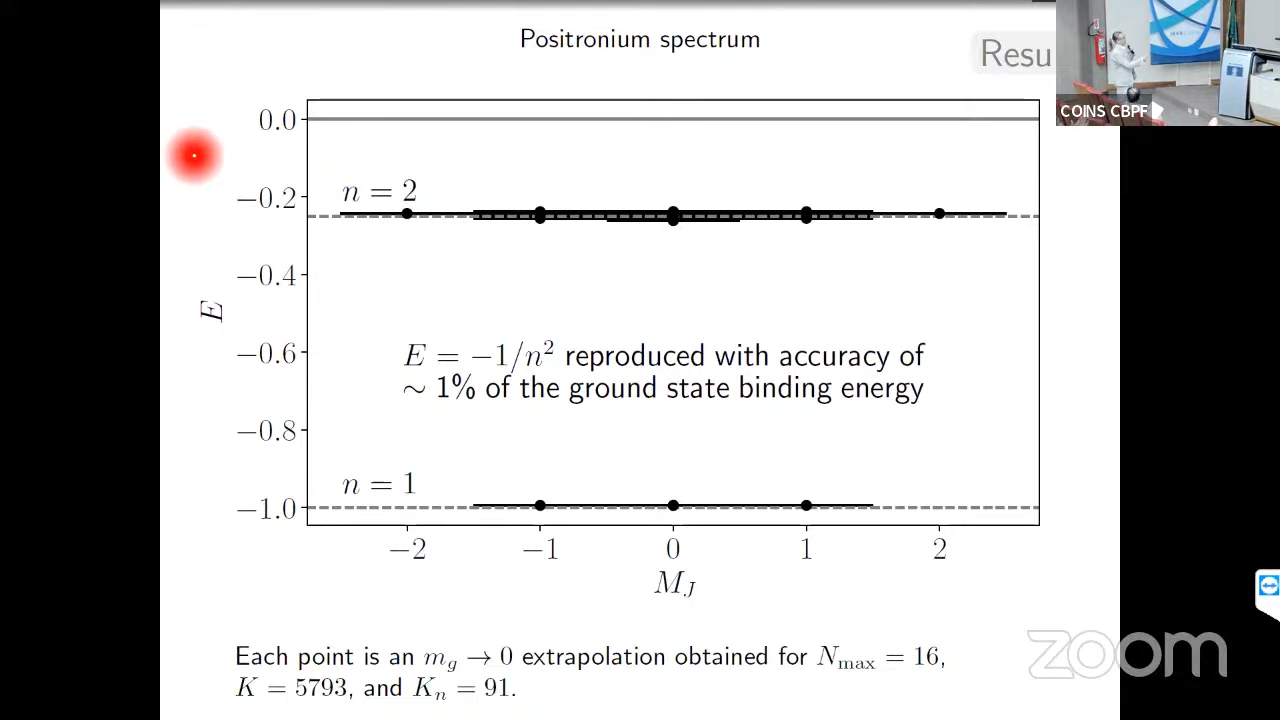 Positronium spectrum
Resu
COINS CBPF
0.0
n = 2
−0.2
−0.4
E
E = −1/n² reproduced with accuracy of
−0.6
∼ 1% of the ground state binding energy
−0.8
n = 1
−1.0
−2 −1 0 1 2
M_J
Each point is an m_g → 0 extrapolation obtained for N_max = 16,
K = 5793, and K_n = 91.
zoom